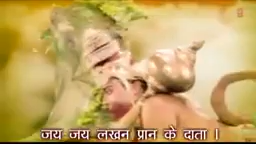 जय जय लखन प्रान के दाता ।